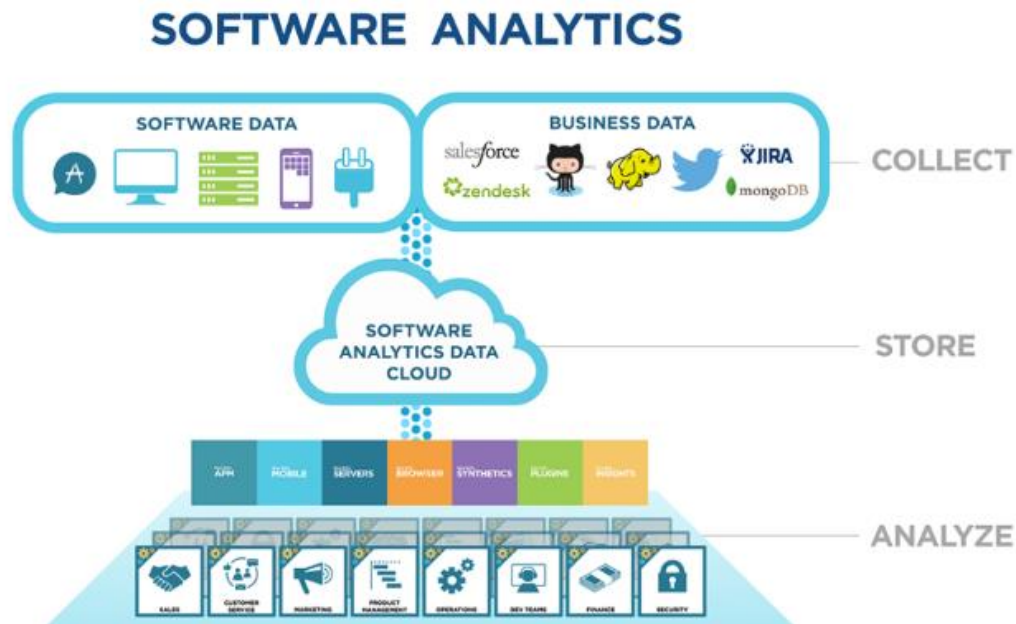 SOFTWARE ANALYTICS
SOFTWARE DATA
BUSINESS DATA
salesforce
zendesk
JIRA
mongoDB
COLLECT
SOFTWARE
ANALYTICS DATA
CLOUD
STORE
APM
MOBILE
SERVERS
BROWSER
SYNTHETICS
PLUGINS
INSIGHTS
ANALYZE
SALES
CUSTOMER
SERVICE
MARKETING
PRODUCT
MANAGEMENT
OPERATIONS
DEV TEAMS
FINANCE
SECURITY